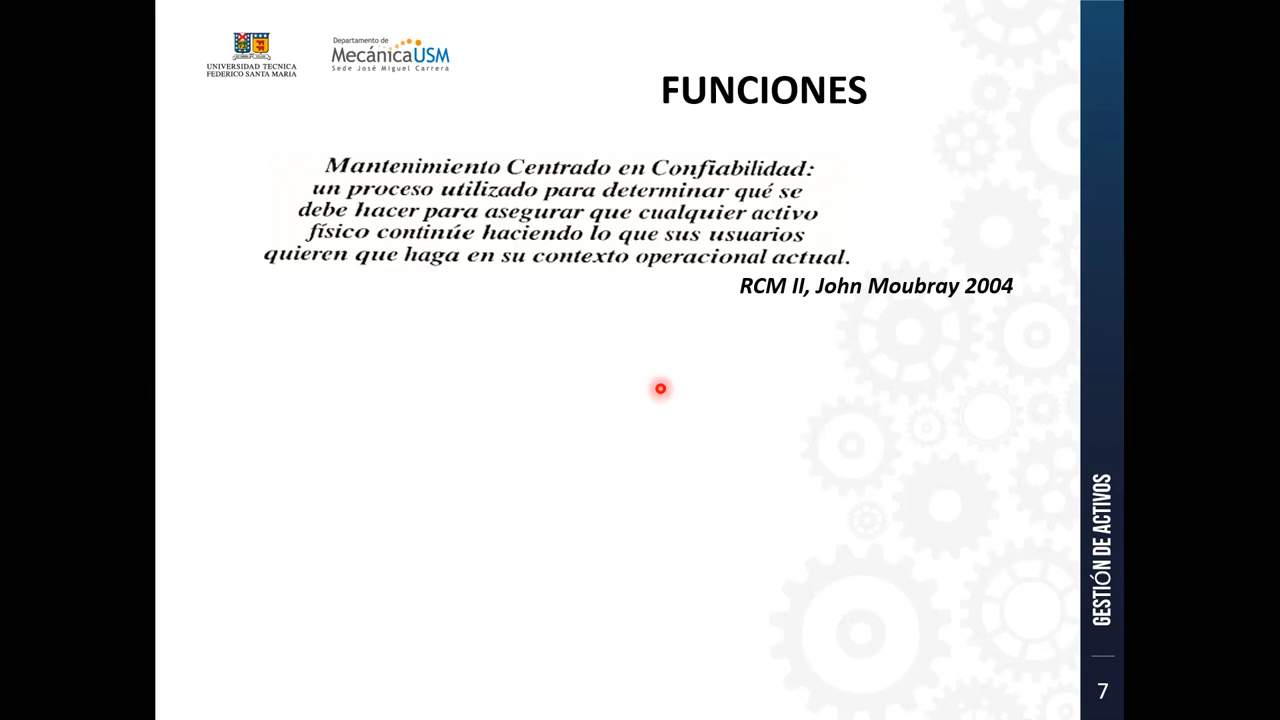 UNIVERSIDAD TECNICA
FEDERICO SANTA MARIA
Departamento de
MecánicaUSM
Sede José Miguel Carrera
FUNCIONES
Mantenimiento Centrado en Confiabilidad:
un proceso utilizado para determinar qué se
debe hacer para asegurar que cualquier activo
físico continúe haciendo lo que sus usuarios
quieren que haga en su contexto operacional actual.
RCM II, John Moubray 2004
GESTIÓN DE ACTIVOS
7